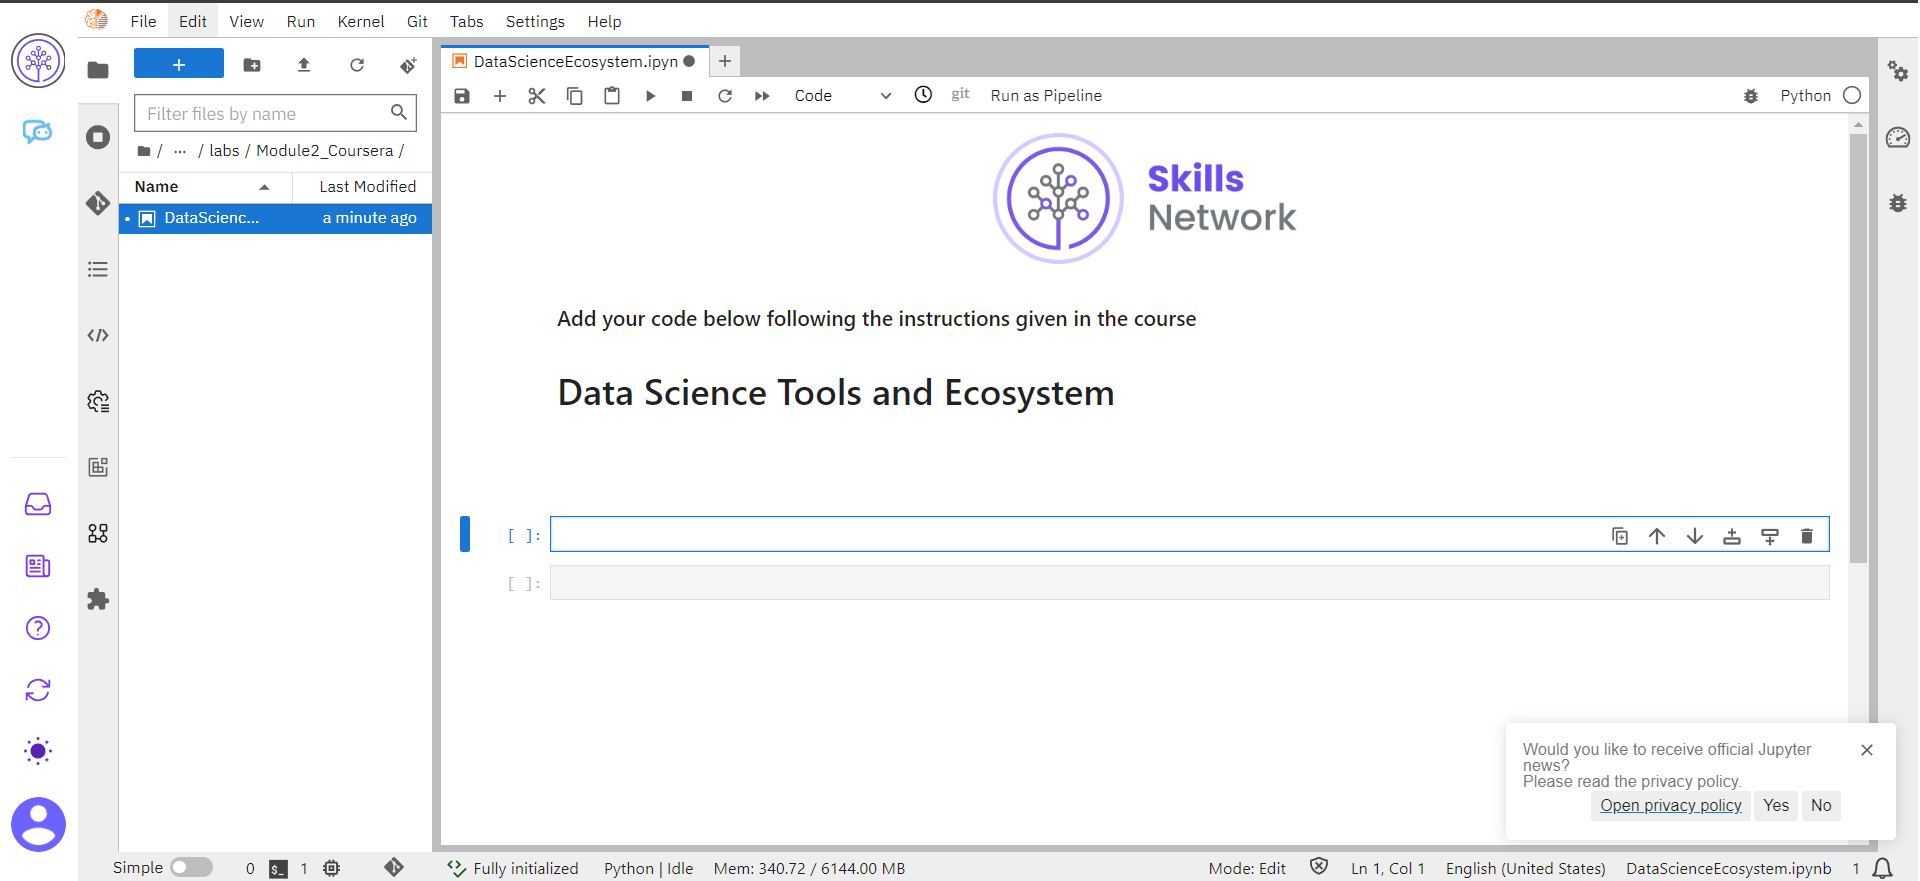 File Edit View Run Kernel Git Tabs Settings Help
DataScienceEcosystem.ipyn
Filter files by name
/ ... / labs / Module2_Coursera /
Name Last Modified
DataScienc... a minute ago
Code git Run as Pipeline Python
Skills
Network
Add your code below following the instructions given in the course
Data Science Tools and Ecosystem
[ ]:
[ ]:
Would you like to receive official Jupyter
news?
Please read the privacy policy.
Open privacy policy Yes No
Simple 0 $_ 1 Fully initialized Python | Idle Mem: 340.72 / 6144.00 MB Mode: Edit Ln 1, Col 1 English (United States) DataScienceEcosystem.ipynb 1